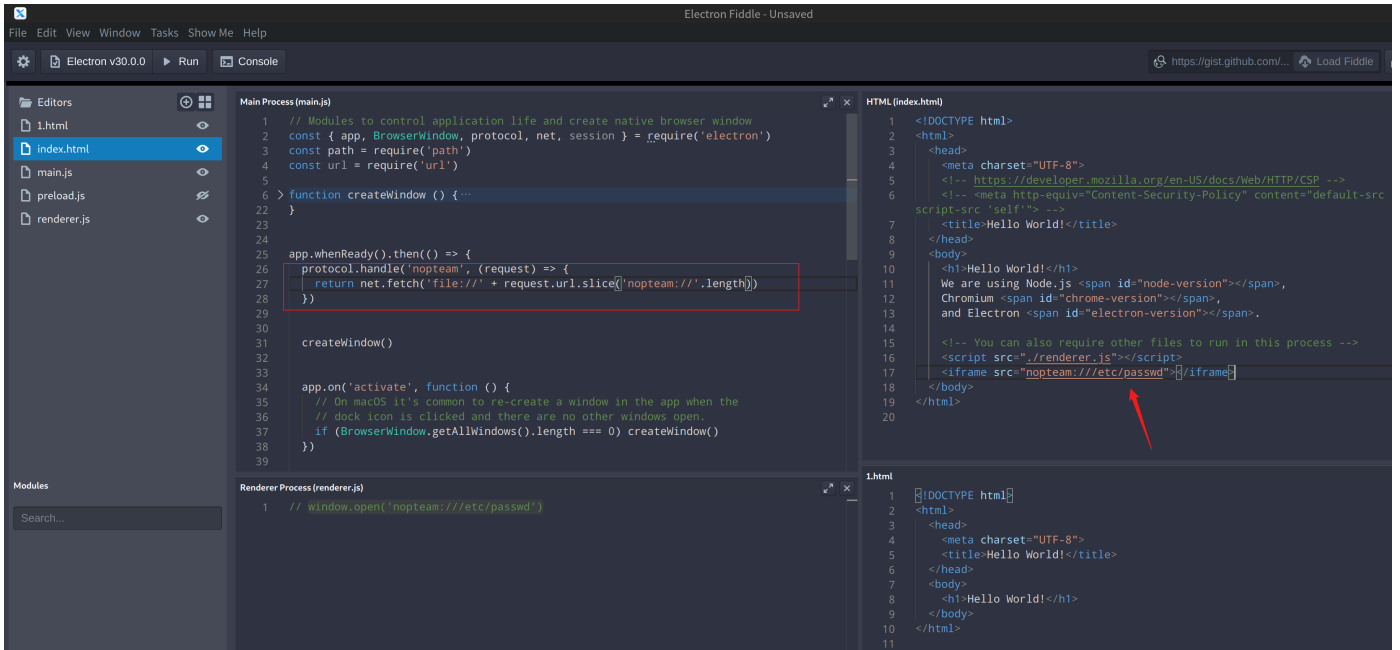 Electron Fiddle - Unsaved
File Edit View Window Tasks Show Me Help
Electron v30.0.0 Run Console https://gist.github.com/... Load Fiddle
Editors
1.html
index.html
main.js
preload.js
renderer.js
Modules
Search...
Main Process (main.js)
1 // Modules to control application life and create native browser window
2 const { app, BrowserWindow, protocol, net, session } = require('electron')
3 const path = require('path')
4 const url = require('url')
5
6 > function createWindow () {···
22 }
23
24
25 app.whenReady().then(() => {
26 protocol.handle('nopteam', (request) => {
27 return net.fetch('file://' + request.url.slice('nopteam://'.length))
28 })
29
30
31 createWindow()
32
33
34 app.on('activate', function () {
35 // On macOS it's common to re-create a window in the app when the
36 // dock icon is clicked and there are no other windows open.
37 if (BrowserWindow.getAllWindows().length === 0) createWindow()
38 })
39
Renderer Process (renderer.js)
1 // window.open('nopteam:///etc/passwd')
HTML (index.html)
1 <!DOCTYPE html>
2 <html>
3 <head>
4 <meta charset="UTF-8">
5 <!-- https://developer.mozilla.org/en-US/docs/Web/HTTP/CSP -->
6 <!-- <meta http-equiv="Content-Security-Policy" content="default-src
script-src 'self'"> -->
7 <title>Hello World!</title>
8 </head>
9 <body>
10 <h1>Hello World!</h1>
11 We are using Node.js <span id="node-version"></span>,
12 Chromium <span id="chrome-version"></span>,
13 and Electron <span id="electron-version"></span>.
14
15 <!-- You can also require other files to run in this process -->
16 <script src="./renderer.js"></script>
17 <iframe src="nopteam:///etc/passwd"></iframe>
18 </body>
19 </html>
20
1.html
1 <!DOCTYPE html>
2 <html>
3 <head>
4 <meta charset="UTF-8">
5 <title>Hello World!</title>
6 </head>
7 <body>
8 <h1>Hello World!</h1>
9 </body>
10 </html>
11